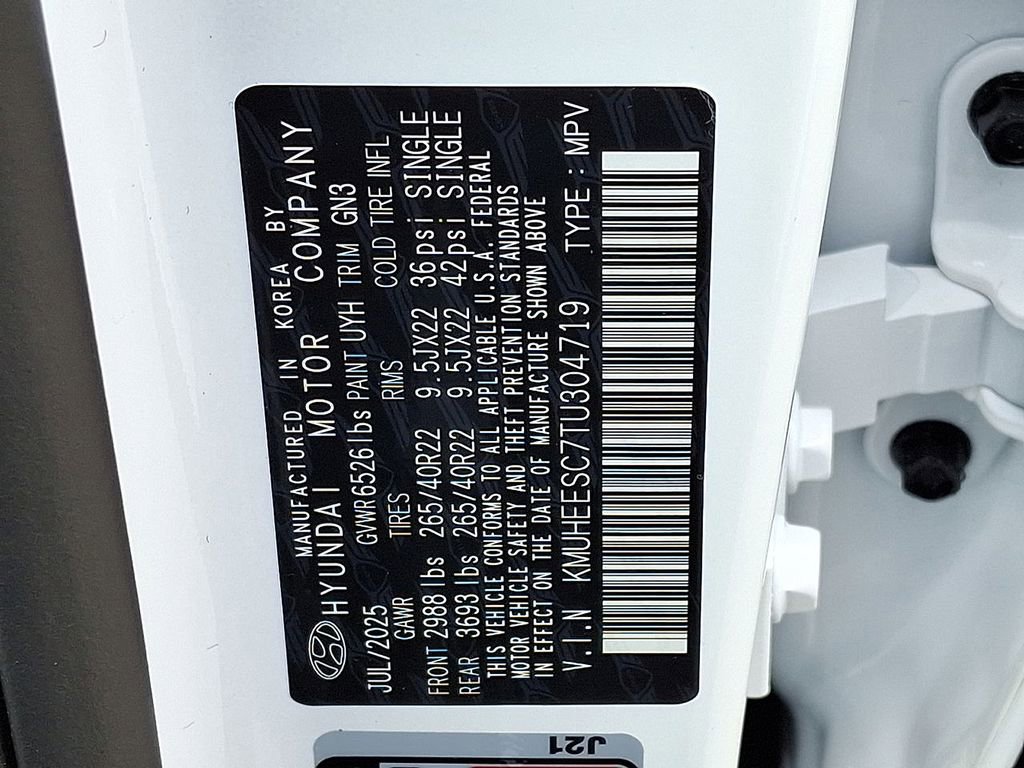 MANUFACTURED IN KOREA BY
HYUNDAI MOTOR COMPANY
JUL/2025 GVWR6526lbs PAINT UYH TRIM GN3
GAWR TIRES RIMS COLD TIRE INFL
FRONT 2988lbs 265/40R22 9.5JX22 36psi SINGLE
REAR 3693lbs 265/40R22 9.5JX22 42psi SINGLE
THIS VEHICLE CONFORMS TO ALL APPLICABLE U.S.A. FEDERAL
MOTOR VEHICLE SAFETY AND THEFT PREVENTION STANDARDS
IN EFFECT ON THE DATE OF MANUFACTURE SHOWN ABOVE
V.I.N KMUHEESC7TU304719 TYPE : MPV
J21